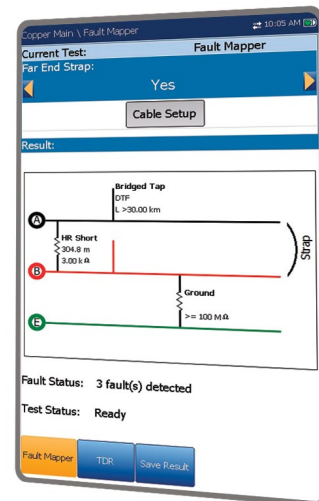 Copper Main \ Fault Mapper
10:05 AM
Current Test: Fault Mapper
Far End Strap:
Yes
Cable Setup
Result:
Bridged Tap
DTF
L >30.00 km
A
HR Short
304.8 m
3.00 k Ω
Strap
B
Ground
>= 100 MΩ
E
Fault Status: 3 fault(s) detected
Test Status: Ready
Fault Mapper
TDR
Save Result